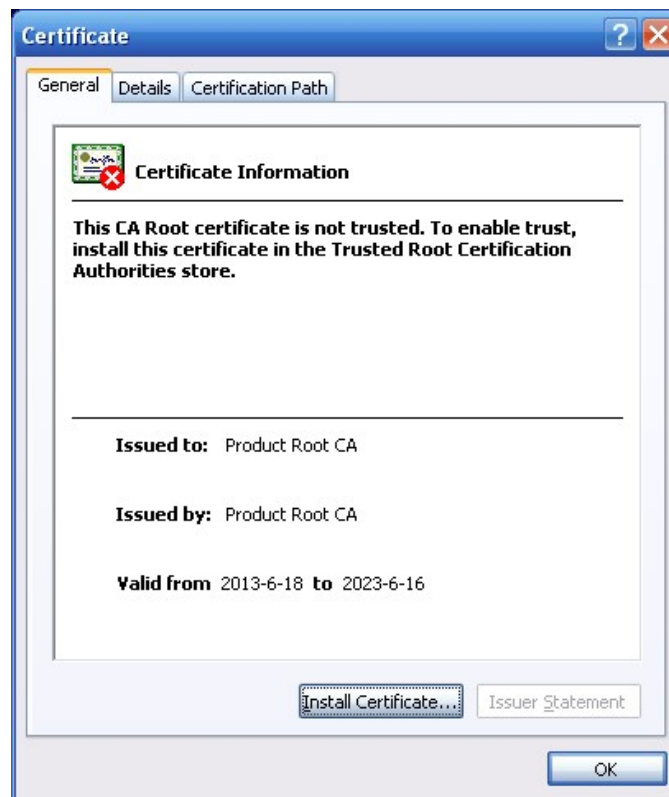 Certificate
General
Details
Certification Path
Certificate Information
This CA Root certificate is not trusted. To enable trust,
install this certificate in the Trusted Root Certification
Authorities store.
Issued to: Product Root CA
Issued by: Product Root CA
Valid from 2013-6-18 to 2023-6-16
Install Certificate...
Issuer Statement
OK